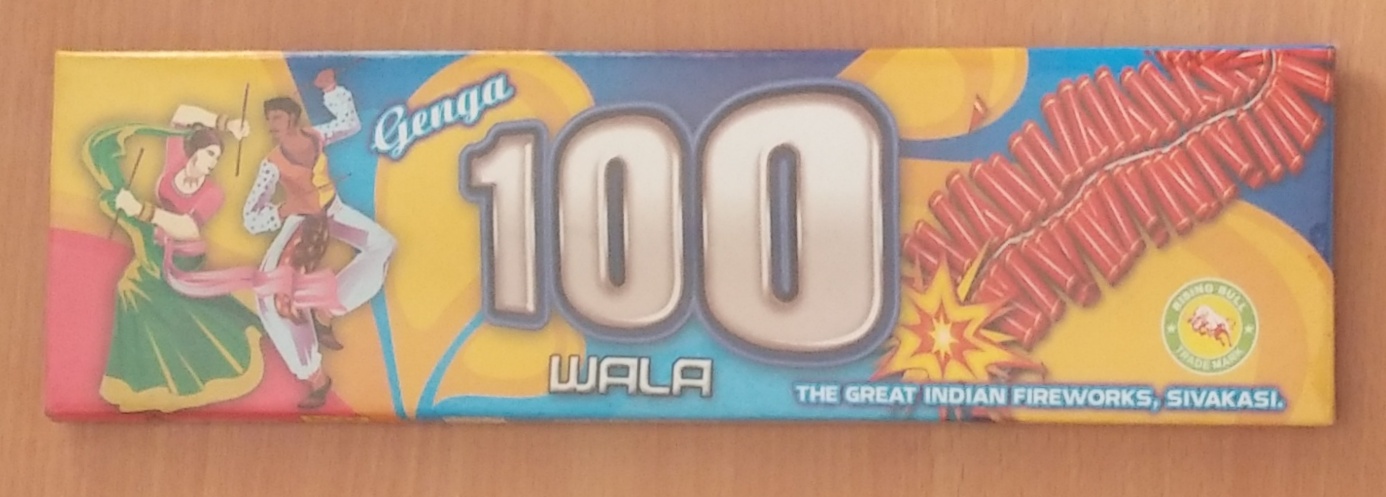 Genga
100
WALA
THE GREAT INDIAN FIREWORKS, SIVAKASI.
RISING BULL
TRADE MARK